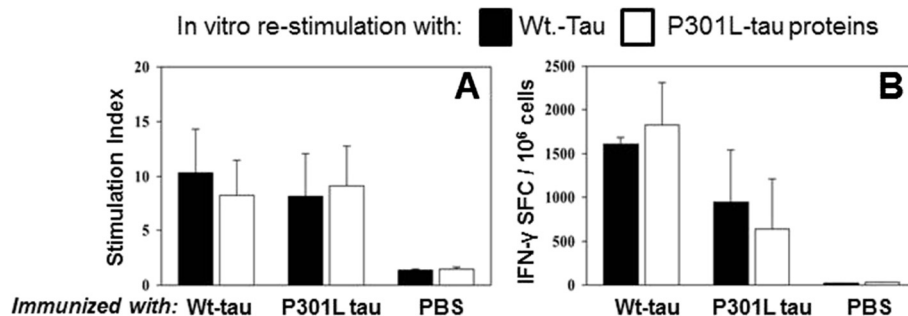 In vitro re-stimulation with: Wt.-Tau P301L-tau proteins
A
Stimulation Index
20
15
10
5
0
B
IFN-γ SFC / 10⁶ cells
2500
2000
1500
1000
500
0
Immunized with: Wt-tau P301L tau PBS
Wt-tau P301L tau PBS